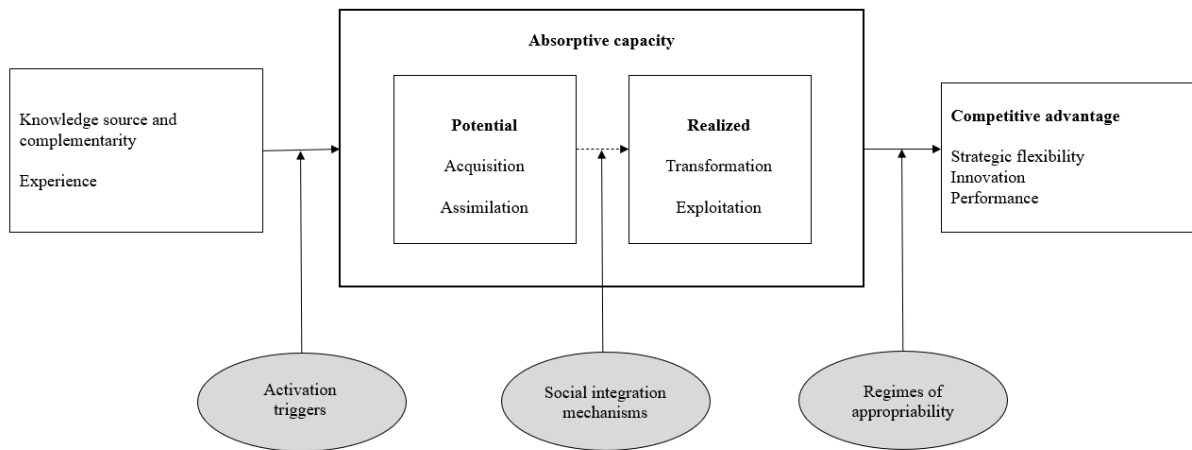 Absorptive capacity
Knowledge source and
complementarity
Experience
Potential
Acquisition
Assimilation
Realized
Transformation
Exploitation
Competitive advantage
Strategic flexibility
Innovation
Performance
Activation
triggers
Social integration
mechanisms
Regimes of
appropriability